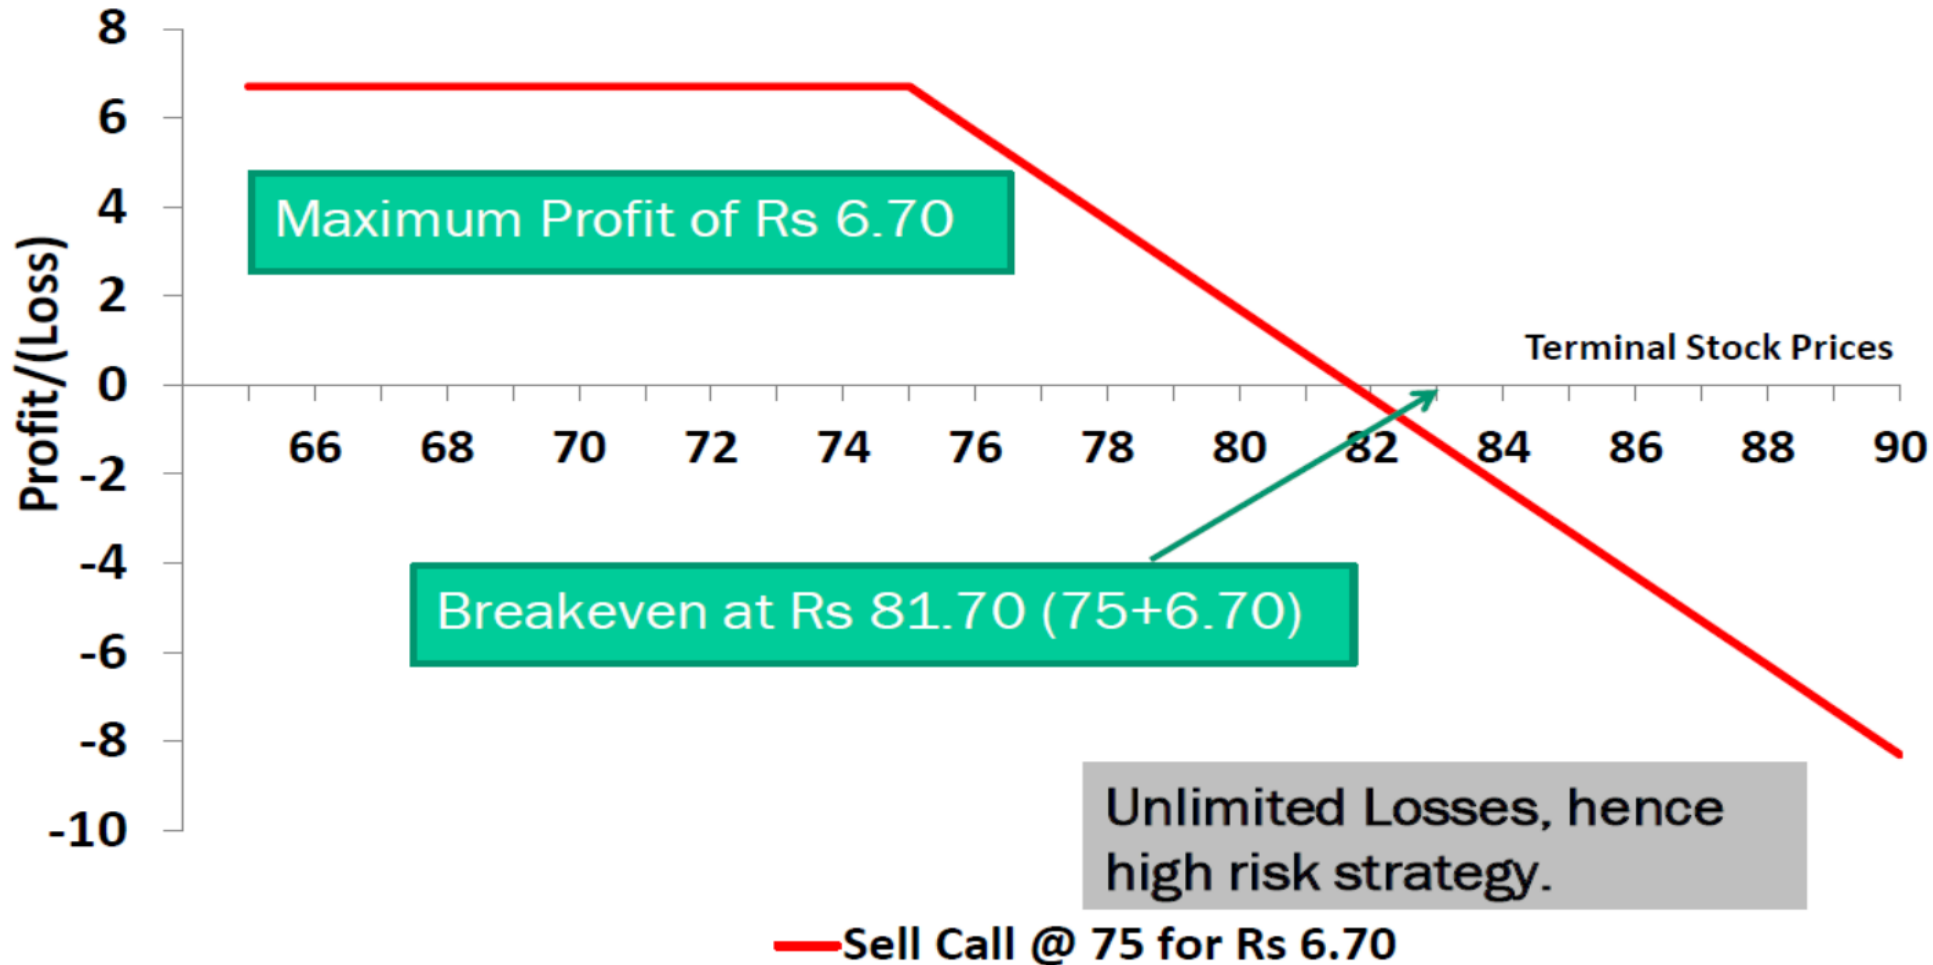 8
6
4
2
0
-2
-4
-6
-8
-10
Profit/(Loss)
Maximum Profit of Rs 6.70
Terminal Stock Prices
66 68 70 72 74 76 78 80 82 84 86 88 90
Breakeven at Rs 81.70 (75+6.70)
Unlimited Losses, hence
high risk strategy.
Sell Call @ 75 for Rs 6.70